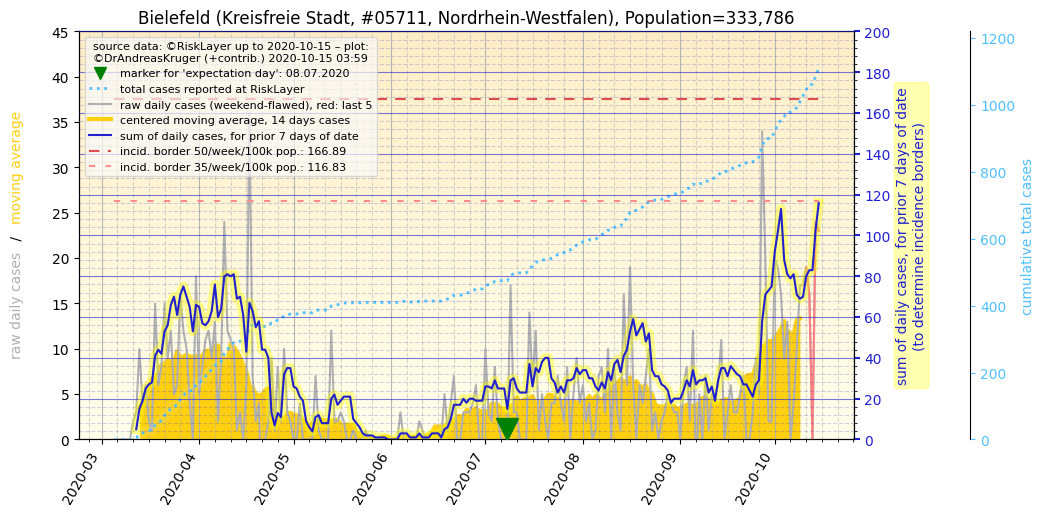 Bielefeld (Kreisfreie Stadt, #05711, Nordrhein-Westfalen), Population=333,786
source data: ©RiskLayer up to 2020-10-15 – plot:
©DrAndreasKruger (+contrib.) 2020-10-15 03:59
marker for 'expectation day': 08.07.2020
total cases reported at RiskLayer
raw daily cases (weekend-flawed), red: last 5
centered moving average, 14 days cases
sum of daily cases, for prior 7 days of date
incid. border 50/week/100k pop.: 166.89
incid. border 35/week/100k pop.: 116.83
raw daily cases / moving average
45
40
35
30
25
20
15
10
5
0
2020-03
2020-04
2020-05
2020-06
2020-07
2020-08
2020-09
2020-10
200
180
160
140
120
100
80
60
40
20
0
sum of daily cases, for prior 7 days of date
(to determine incidence borders)
1200
1000
800
600
400
200
0
cumulative total cases